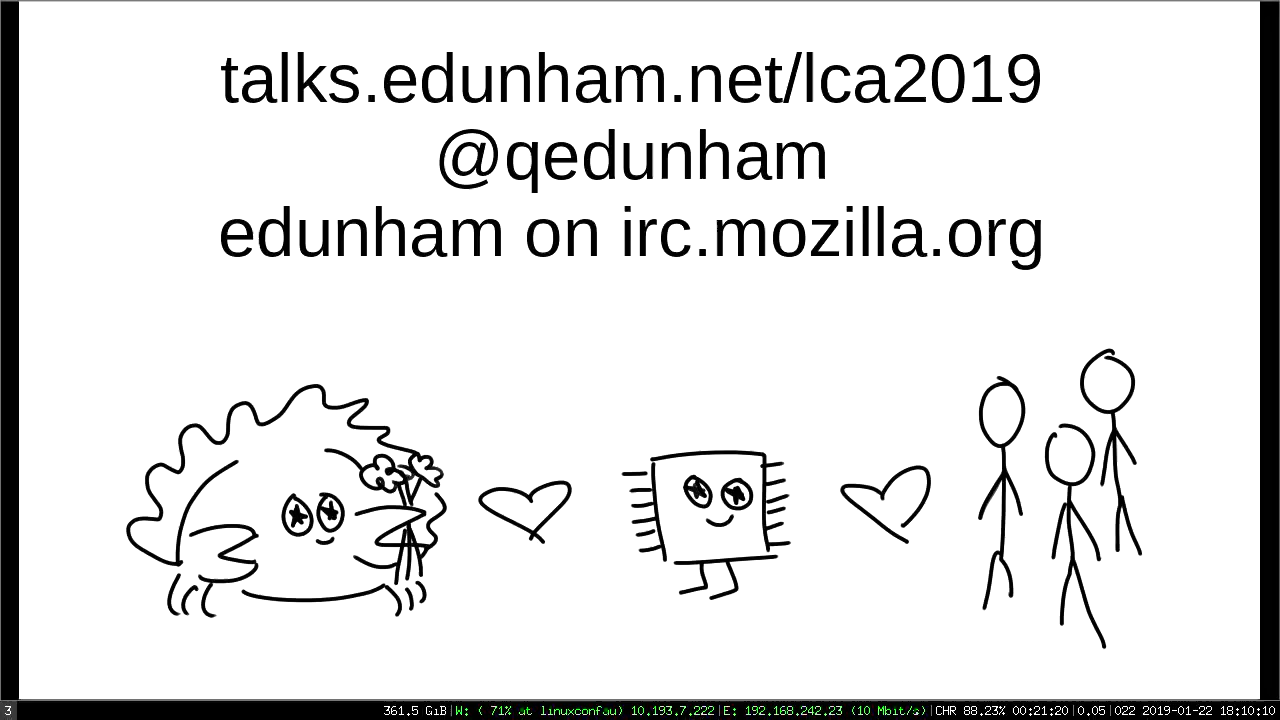 talks.edunham.net/lca2019
@qedunham
edunham on irc.mozilla.org
3 361.5 GiB|W: ( 71% at linuxconfau) 10.193.7.222|E: 192.168.242.23 (10 Mbit/s)|CHR 88.23% 00:21:20|0.05|022 2019-01-22 18:10:10